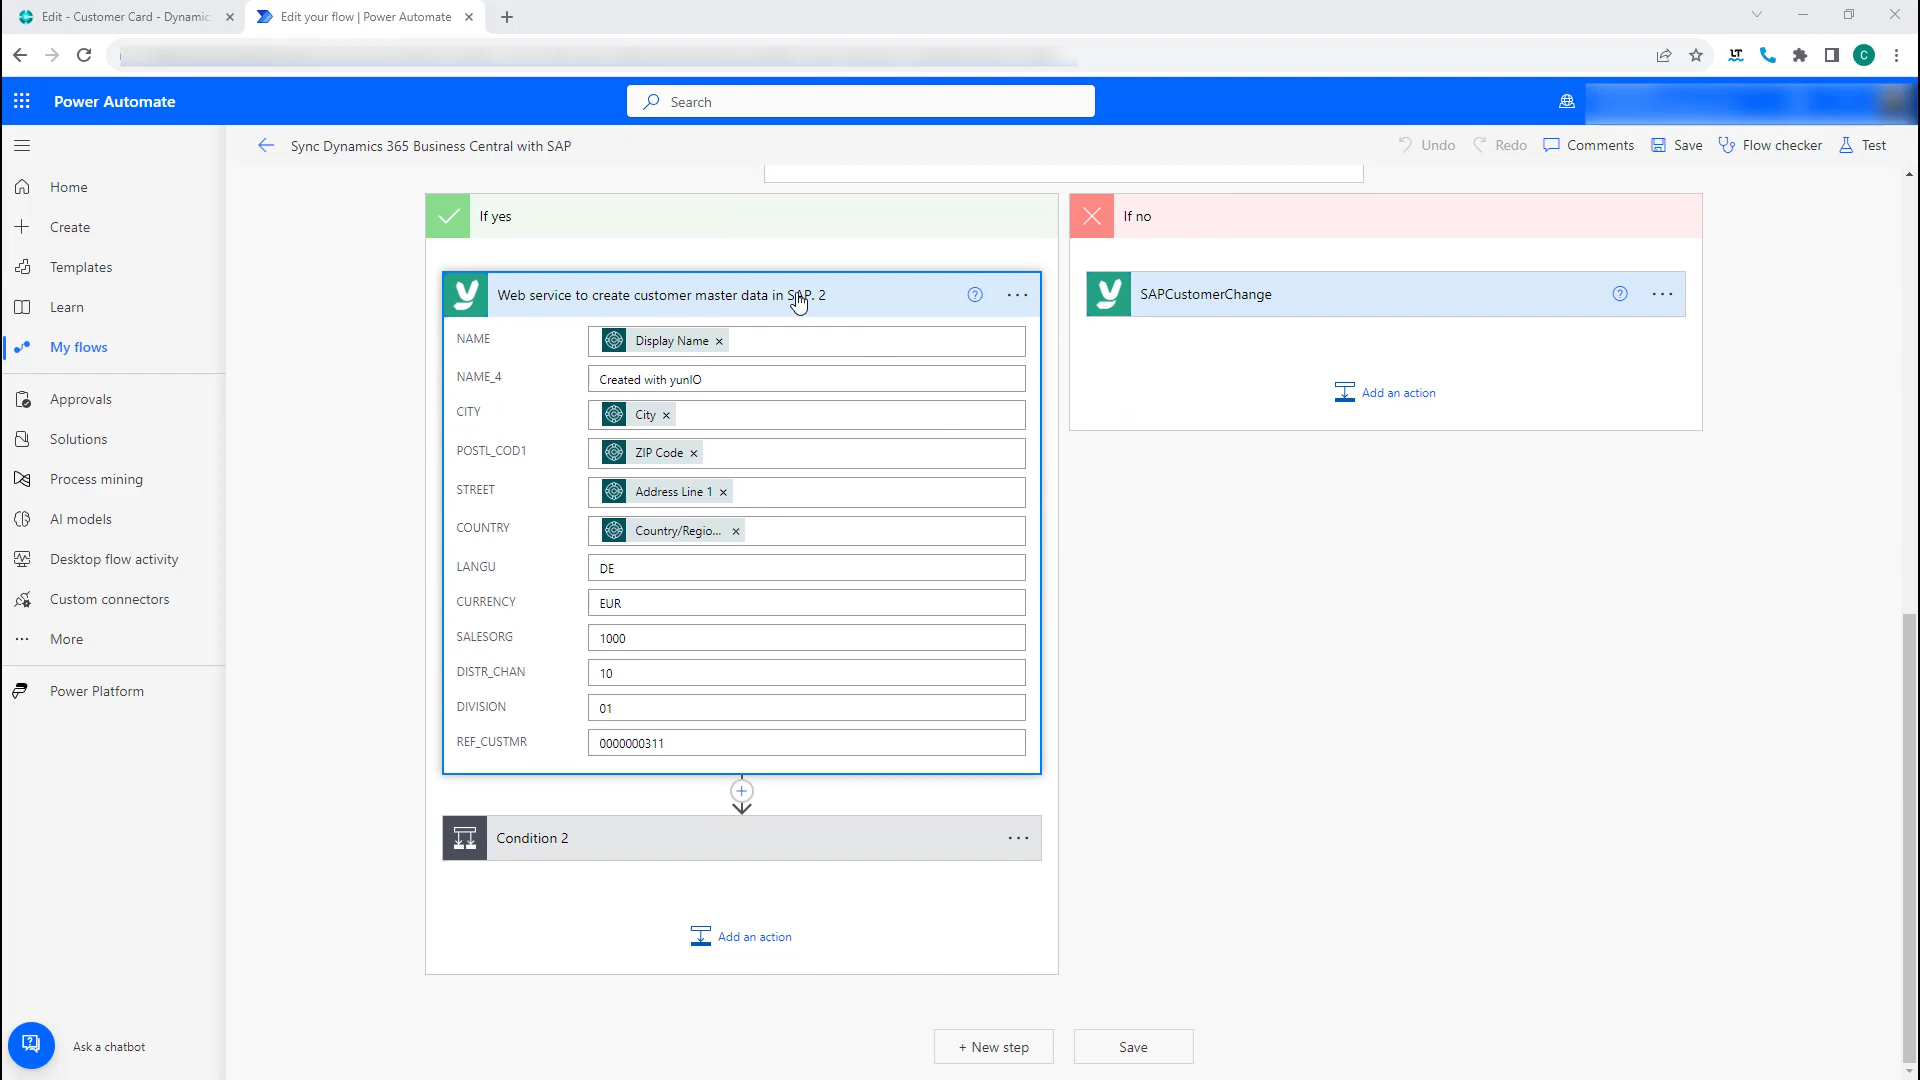 Edit - Customer Card - Dynamic
Edit your flow | Power Automate
C
Power Automate
Search
Sync Dynamics 365 Business Central with SAP
Undo
Redo
Comments
Save
Flow checker
Test
Home
Create
Templates
Learn
My flows
Approvals
Solutions
Process mining
AI models
Desktop flow activity
Custom connectors
More
Power Platform
Ask a chatbot
If yes
Web service to create customer master data in SAP. 2
NAME
Display Name
NAME_4
Created with yunIO
CITY
City
POSTL_COD1
ZIP Code
STREET
Address Line 1
COUNTRY
Country/Regio...
LANGU
DE
CURRENCY
EUR
SALESORG
1000
DISTR_CHAN
10
DIVISION
01
REF_CUSTMR
0000000311
Condition 2
Add an action
If no
SAPCustomerChange
Add an action
+ New step
Save